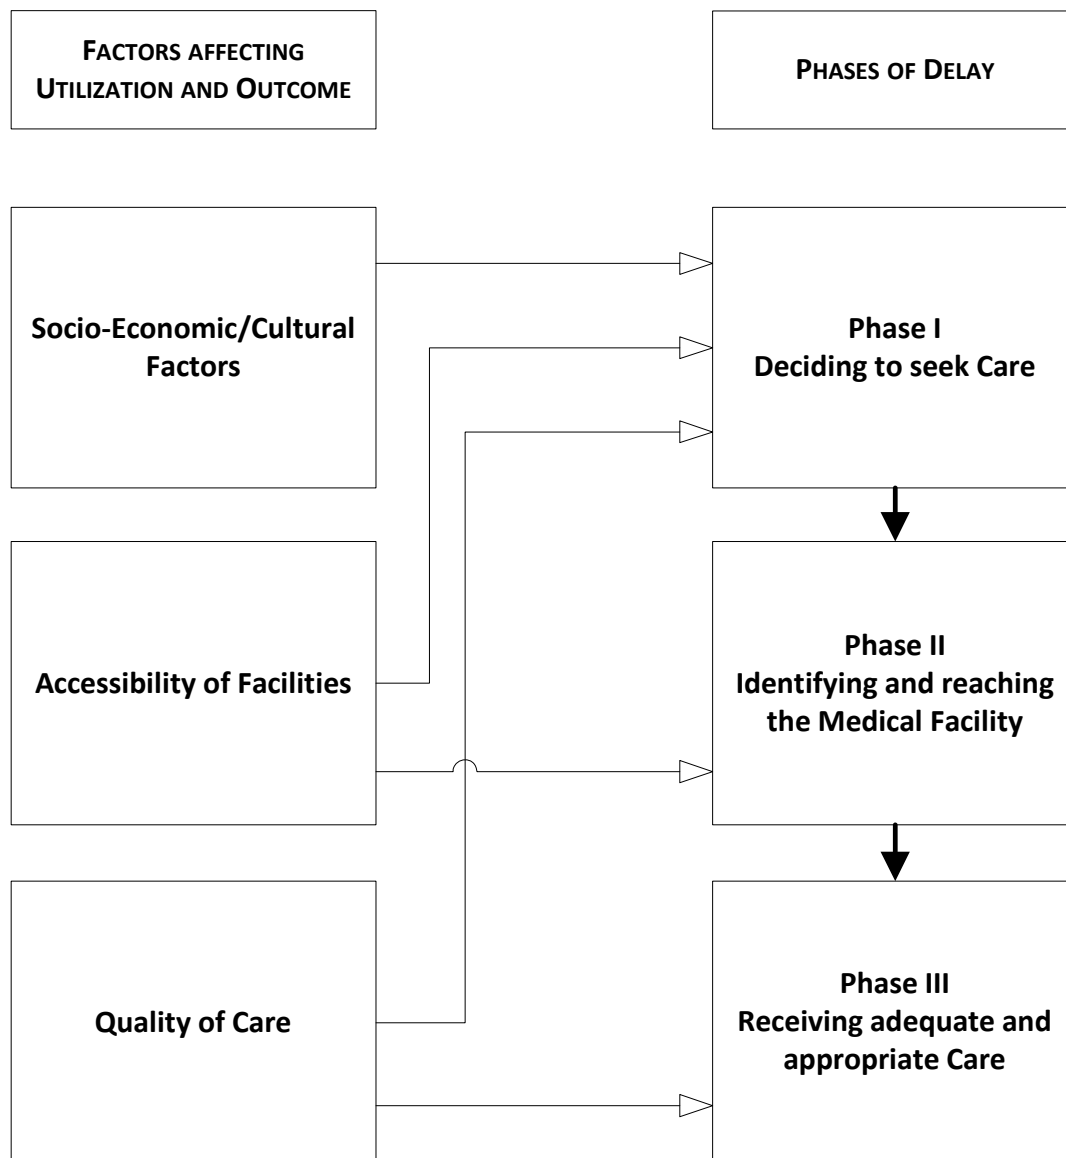 FACTORS AFFECTING
UTILIZATION AND OUTCOME
PHASES OF DELAY
Socio-Economic/Cultural
Factors
Phase I
Deciding to seek Care
Accessibility of Facilities
Phase II
Identifying and reaching
the Medical Facility
Quality of Care
Phase III
Receiving adequate and
appropriate Care